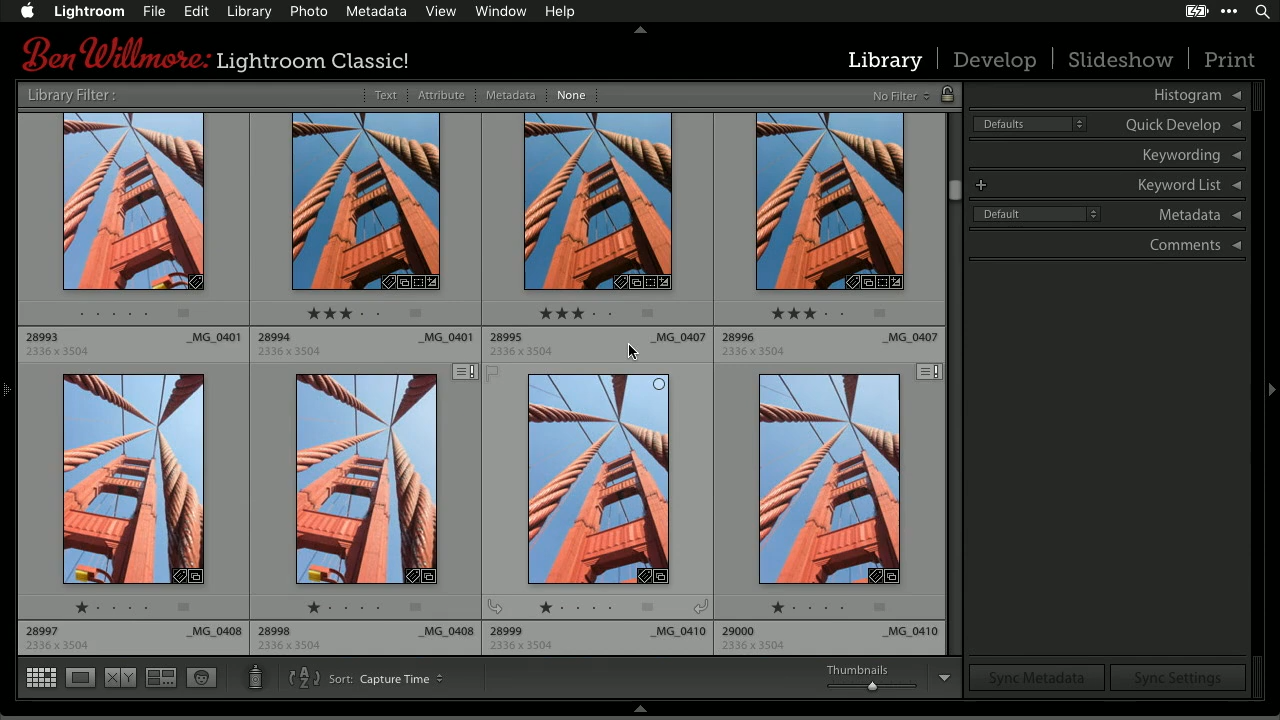 Lightroom File Edit Library Photo Metadata View Window Help
Ben Willmore: Lightroom Classic!
Library Develop Slideshow Print
Library Filter : Text Attribute Metadata None No Filter
Histogram
Defaults Quick Develop
Keywording
Keyword List
Default Metadata
Comments
28993 _MG_0401 28994 _MG_0401 28995 _MG_0407 28996 _MG_0407
2336 x 3504 2336 x 3504 2336 x 3504 2336 x 3504
28997 _MG_0408 28998 _MG_0408 28999 _MG_0410 29000 _MG_0410
2336 x 3504 2336 x 3504 2336 x 3504 2336 x 3504
X Y A Z Sort: Capture Time Thumbnails
Sync Metadata Sync Settings